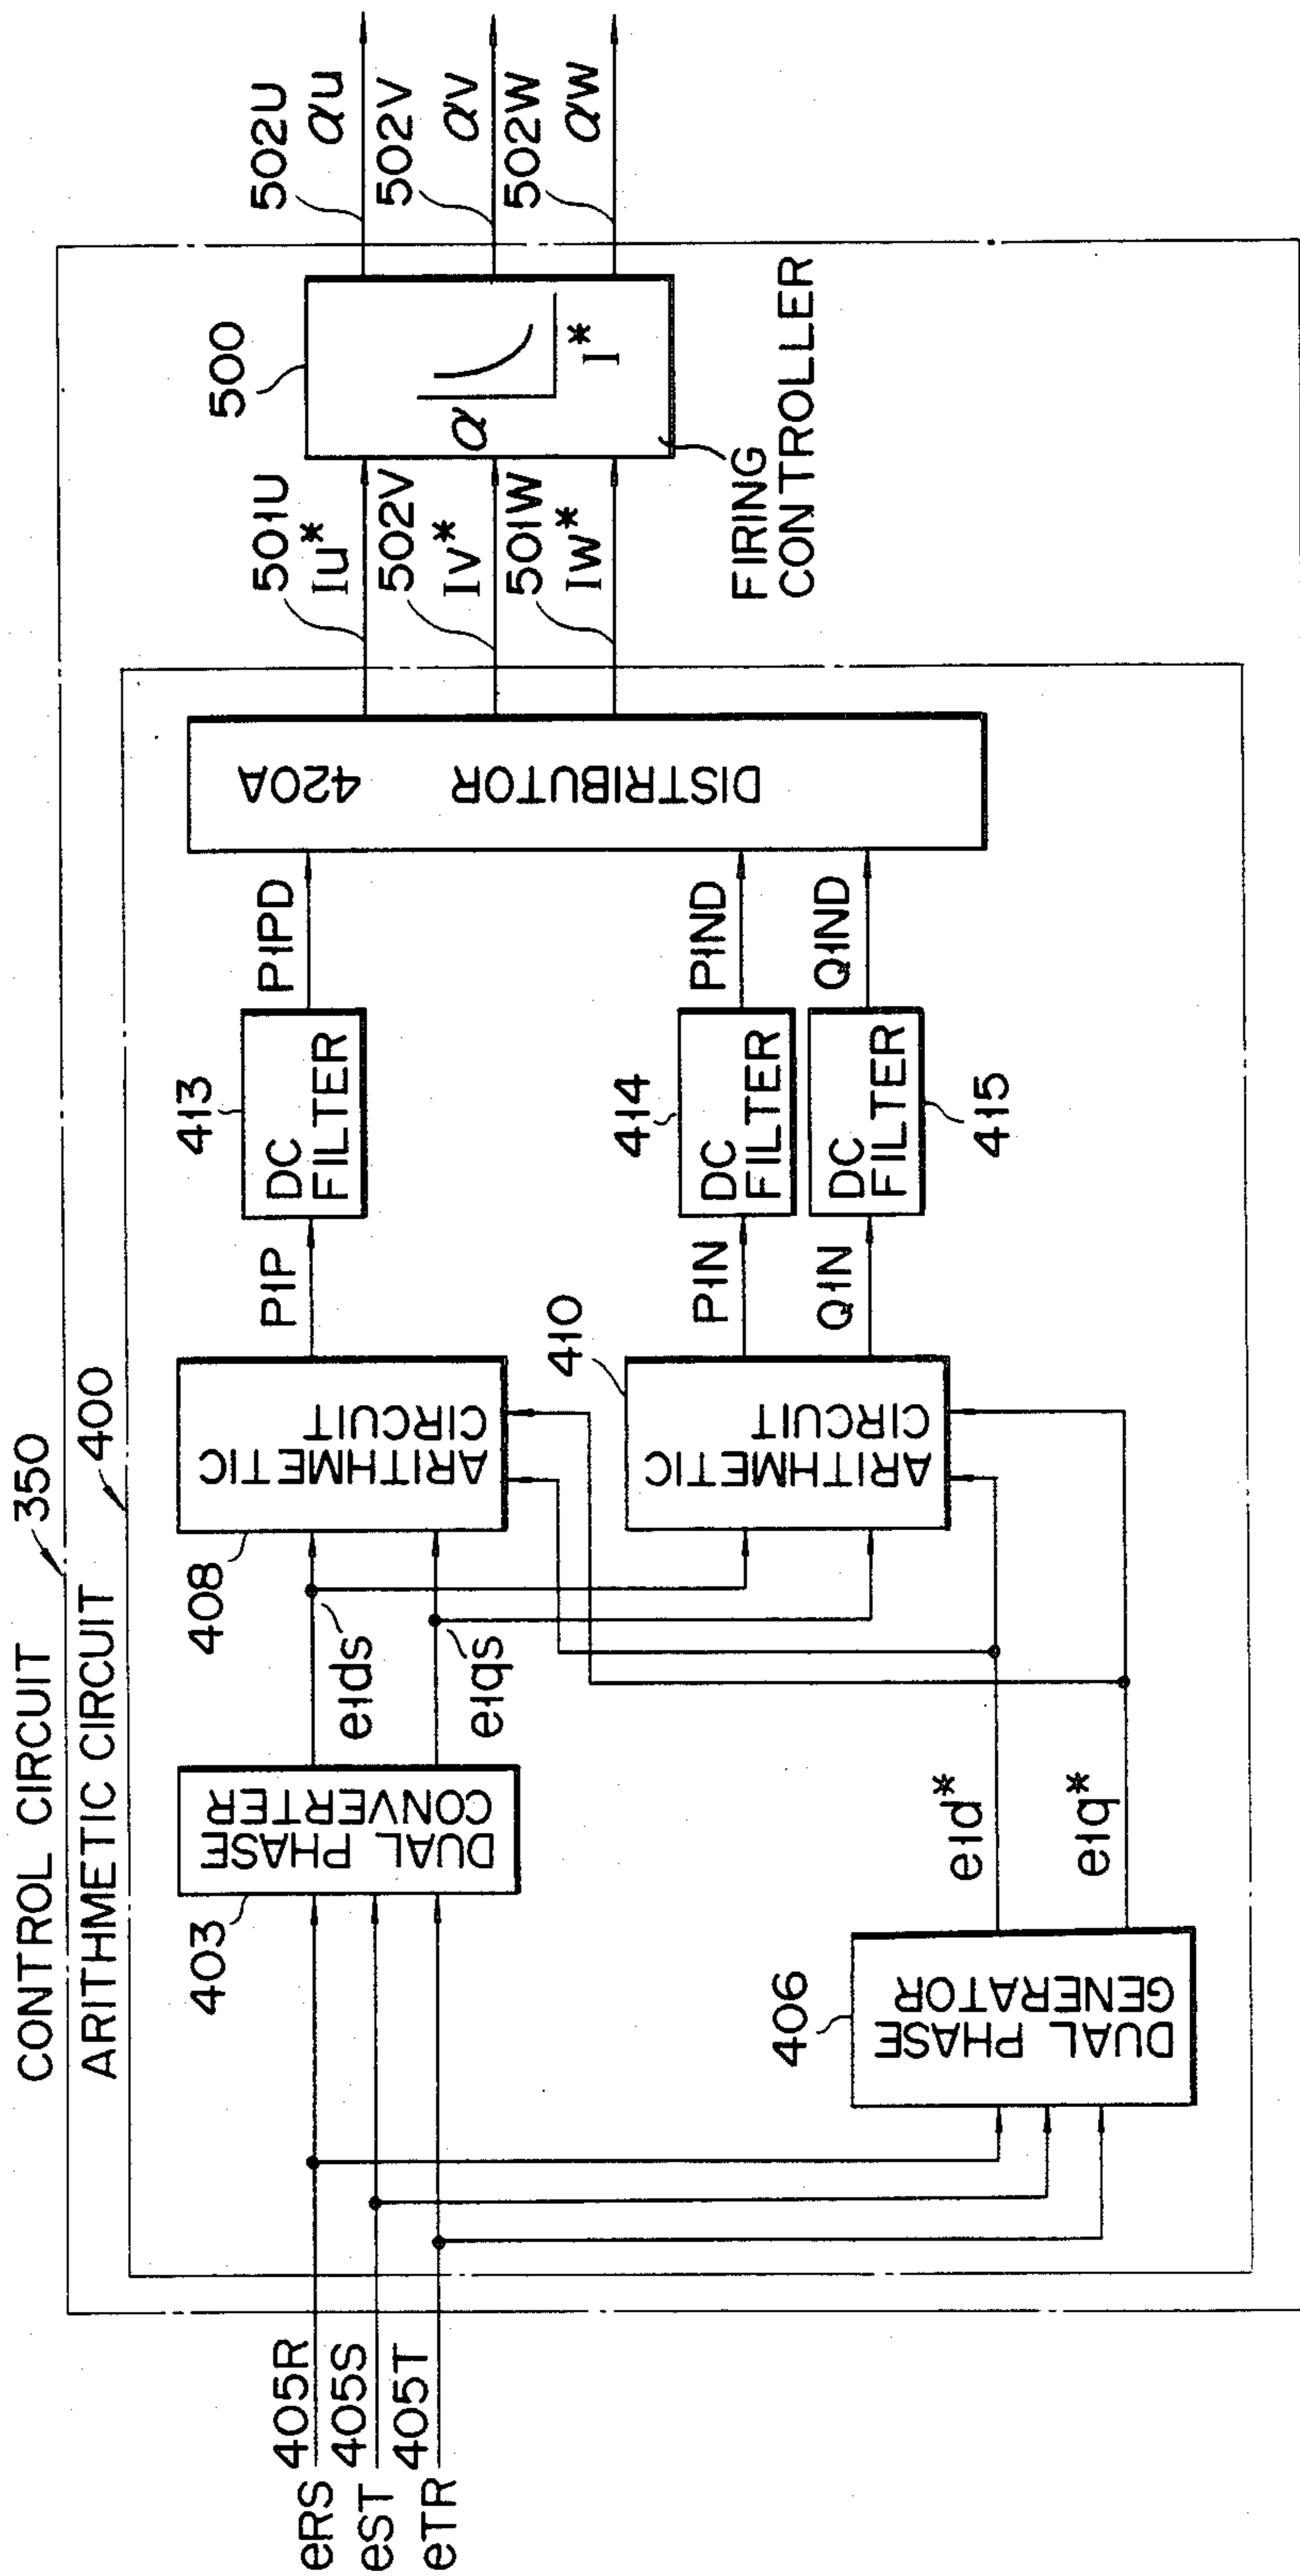 CONTROL CIRCUIT 350
ARITHMETIC CIRCUIT 400
eRS 405R
eST 405S
eTR 405T
403
DUAL PHASE
CONVERTER
406
DUAL PHASE
GENERATOR
e1ds
e1qs
e1d*
e1q*
408
ARITHMETIC
CIRCUIT
410
ARITHMETIC
CIRCUIT
P1P
P1N
Q1N
413
DC
FILTER
414
DC
FILTER
DC
FILTER
415
P1PD
P1ND
Q1ND
DISTRIBUTOR 420A
501U
Iu*
502V
Iv*
501W
Iw*
500
α
I*
FIRING
CONTROLLER
502U
αu
502V
αv
502W
αw